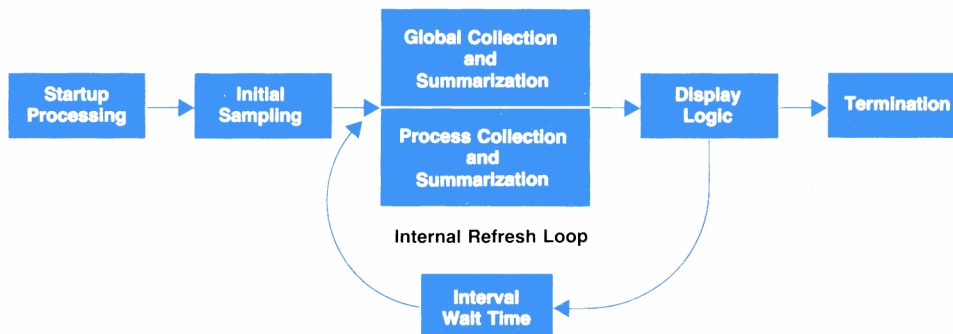 Startup
Processing
Initial
Sampling
Global Collection
and
Summarization
Process Collection
and
Summarization
Display
Logic
Termination
Internal Refresh Loop
Interval
Wait Time